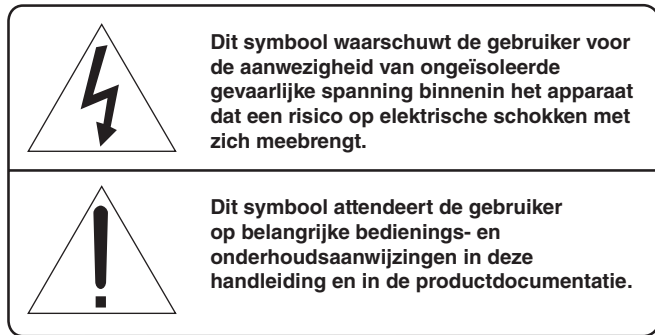 Dit symbool waarschuwt de gebruiker voor
de aanwezigheid van ongeïsoleerde
gevaarlijke spanning binnenin het apparaat
dat een risico op elektrische schokken met
zich meebrengt.
Dit symbool attendeert de gebruiker
op belangrijke bedienings- en
onderhoudsaanwijzingen in deze
handleiding en in de productdocumentatie.